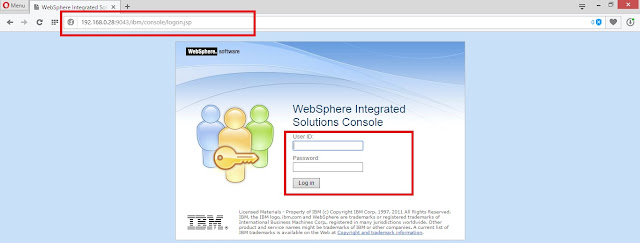 Menu
WebSphere Integrated So
192.168.0.28:9043/ibm/console/logon.jsp
0
WebSphere. software
WebSphere Integrated
Solutions Console
User ID:
Password
Log in
IBM
Licensed Materials - Property of IBM (c) Copyright IBM Corp. 1997, 2011 All Rights Reserved.
IBM, the IBM logo, ibm.com and WebSphere are trademarks or registered trademarks of
International Business Machines Corp., registered in many jurisdictions worldwide. Other
product and service names might be trademarks of IBM or other companies. A current list of
IBM trademarks is available on the Web at Copyright and trademark information.